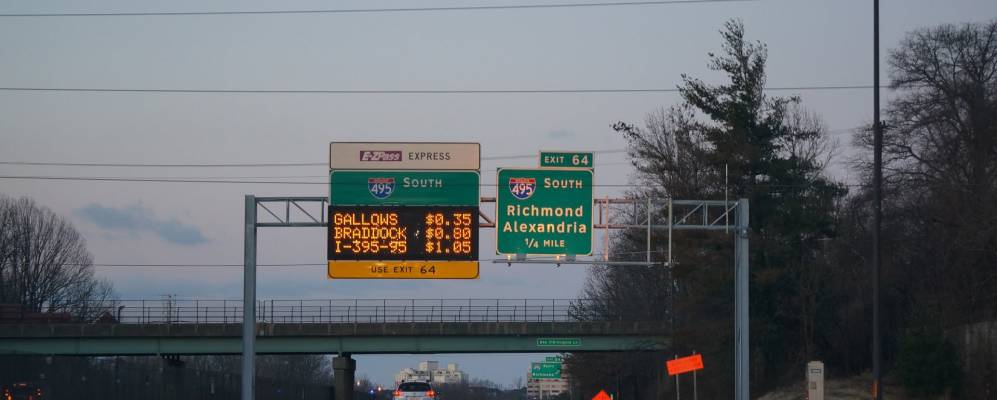 E-ZPass EXPRESS
495 SOUTH
GALLOWS $0.35
BRADDOCK $0.80
I-395-95 $1.05
USE EXIT 64
EXIT 64
495 SOUTH
Richmond
Alexandria
1/4 MILE